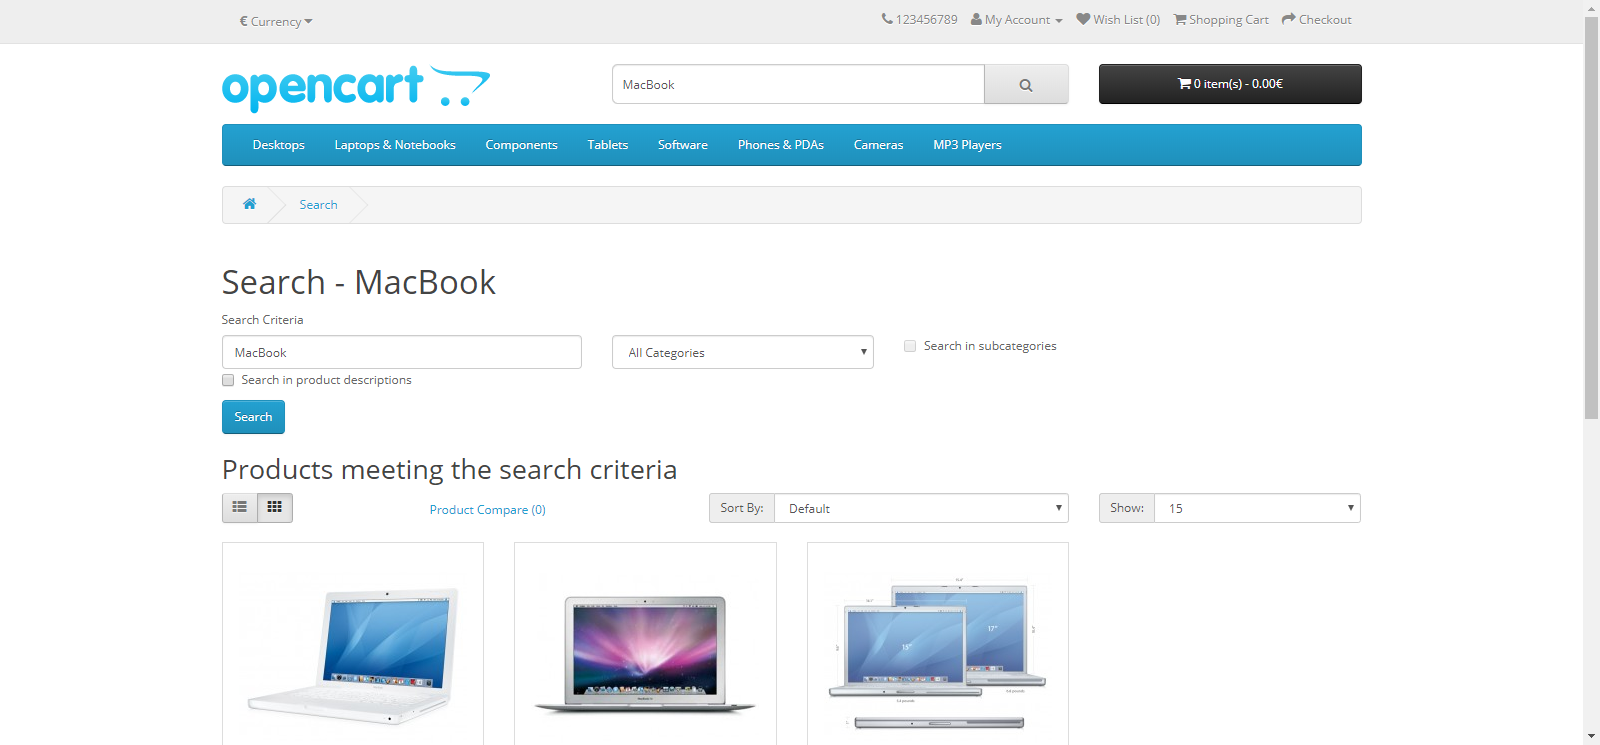 € Currency
123456789 My Account Wish List (0) Shopping Cart Checkout
opencart
MacBook
0 item(s) - 0.00€
Desktops Laptops & Notebooks Components Tablets Software Phones & PDAs Cameras MP3 Players
Search
Search - MacBook
Search Criteria
MacBook
All Categories
Search in subcategories
Search in product descriptions
Search
Products meeting the search criteria
Product Compare (0)
Sort By: Default
Show: 15
15"
17"